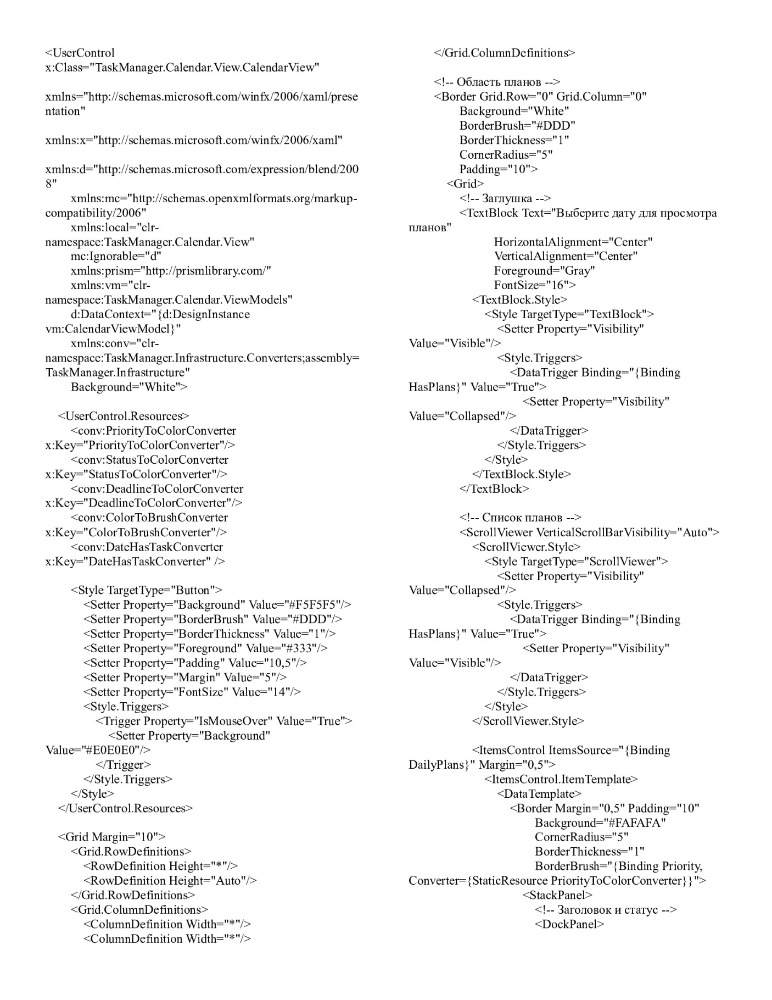 <UserControl
x:Class="TaskManager.Calendar.View.CalendarView"
xmlns="http://schemas.microsoft.com/winfx/2006/xaml/prese
ntation"
xmlns:x="http://schemas.microsoft.com/winfx/2006/xaml"
xmlns:d="http://schemas.microsoft.com/expression/blend/200
8"
xmlns:mc="http://schemas.openxmlformats.org/markup-
compatibility/2006"
xmlns:local="clr-
namespace:TaskManager.Calendar.View"
mc:Ignorable="d"
xmlns:prism="http://prismlibrary.com/"
xmlns:vm="clr-
namespace:TaskManager.Calendar.ViewModels"
d:DataContext="{d:DesignInstance
vm:CalendarViewModel}"
xmlns:conv="clr-
namespace:TaskManager.Infrastructure.Converters;assembly=
TaskManager.Infrastructure"
Background="White">
<UserControl.Resources>
<conv:PriorityToColorConverter
x:Key="PriorityToColorConverter"/>
<conv:StatusToColorConverter
x:Key="StatusToColorConverter"/>
<conv:DeadlineToColorConverter
x:Key="DeadlineToColorConverter"/>
<conv:ColorToBrushConverter
x:Key="ColorToBrushConverter"/>
<conv:DateHasTaskConverter
x:Key="DateHasTaskConverter" />
<Style TargetType="Button">
<Setter Property="Background" Value="#F5F5F5"/>
<Setter Property="BorderBrush" Value="#DDD"/>
<Setter Property="BorderThickness" Value="1"/>
<Setter Property="Foreground" Value="#333"/>
<Setter Property="Padding" Value="10,5"/>
<Setter Property="Margin" Value="5"/>
<Setter Property="FontSize" Value="14"/>
<Style.Triggers>
<Trigger Property="IsMouseOver" Value="True">
<Setter Property="Background"
Value="#E0E0E0"/>
</Trigger>
</Style.Triggers>
</Style>
</UserControl.Resources>
<Grid Margin="10">
<Grid.RowDefinitions>
<RowDefinition Height="*"/>
<RowDefinition Height="Auto"/>
</Grid.RowDefinitions>
<Grid.ColumnDefinitions>
<ColumnDefinition Width="*"/>
<ColumnDefinition Width="*"/>
</Grid.ColumnDefinitions>
<!-- Область планов -->
<Border Grid.Row="0" Grid.Column="0"
Background="White"
BorderBrush="#DDD"
BorderThickness="1"
CornerRadius="5"
Padding="10">
<Grid>
<!-- Заглушка -->
<TextBlock Text="Выберите дату для просмотра
планов"
HorizontalAlignment="Center"
VerticalAlignment="Center"
Foreground="Gray"
FontSize="16">
<TextBlock.Style>
<Style TargetType="TextBlock">
<Setter Property="Visibility"
Value="Visible"/>
<Style.Triggers>
<DataTrigger Binding="{Binding
HasPlans}" Value="True">
<Setter Property="Visibility"
Value="Collapsed"/>
</DataTrigger>
</Style.Triggers>
</Style>
</TextBlock.Style>
</TextBlock>
<!-- Список планов -->
<ScrollViewer VerticalScrollBarVisibility="Auto">
<ScrollViewer.Style>
<Style TargetType="ScrollViewer">
<Setter Property="Visibility"
Value="Collapsed"/>
<Style.Triggers>
<DataTrigger Binding="{Binding
HasPlans}" Value="True">
<Setter Property="Visibility"
Value="Visible"/>
</DataTrigger>
</Style.Triggers>
</Style>
</ScrollViewer.Style>
<ItemsControl ItemsSource="{Binding
DailyPlans}" Margin="0,5">
<ItemsControl.ItemTemplate>
<DataTemplate>
<Border Margin="0,5" Padding="10"
Background="#FAFAFA"
CornerRadius="5"
BorderThickness="1"
BorderBrush="{Binding Priority,
Converter={StaticResource PriorityToColorConverter}}">
<StackPanel>
<!-- Заголовок и статус -->
<DockPanel>